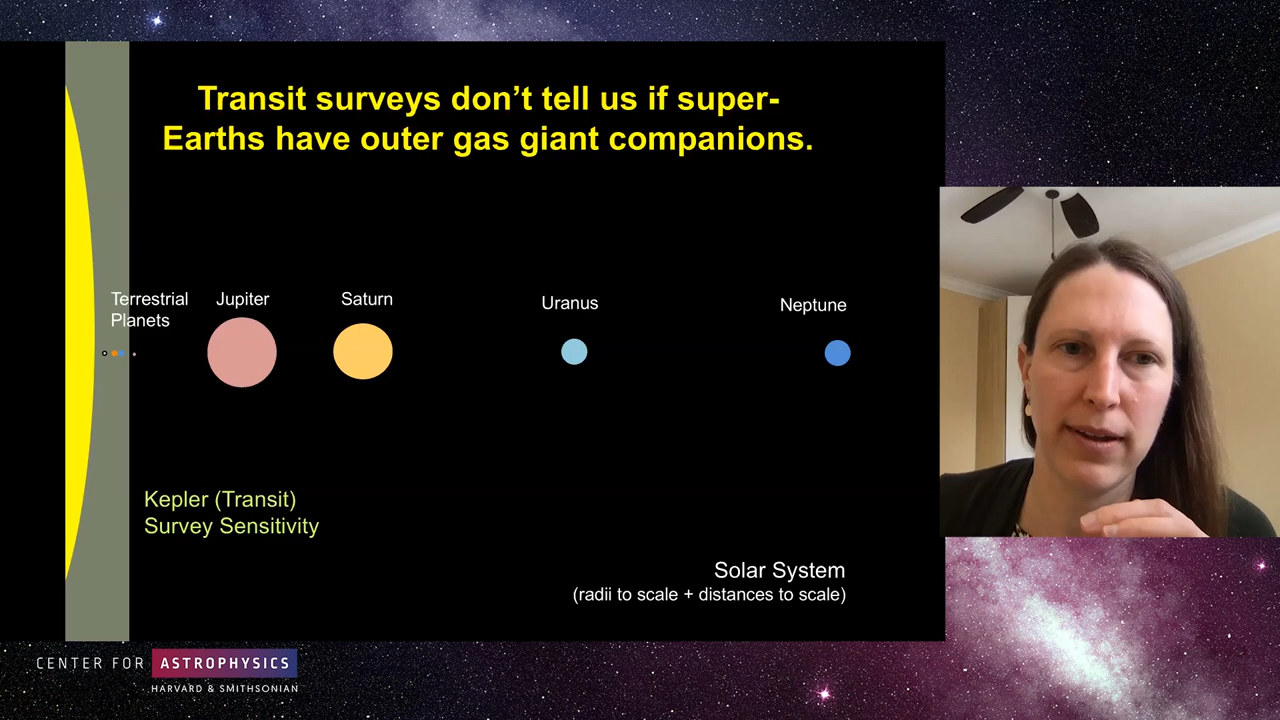 Transit surveys don’t tell us if super-
Earths have outer gas giant companions.
Terrestrial
Planets
Jupiter
Saturn
Uranus
Neptune
Kepler (Transit)
Survey Sensitivity
Solar System
(radii to scale + distances to scale)
CENTER FOR ASTROPHYSICS
HARVARD & SMITHSONIAN